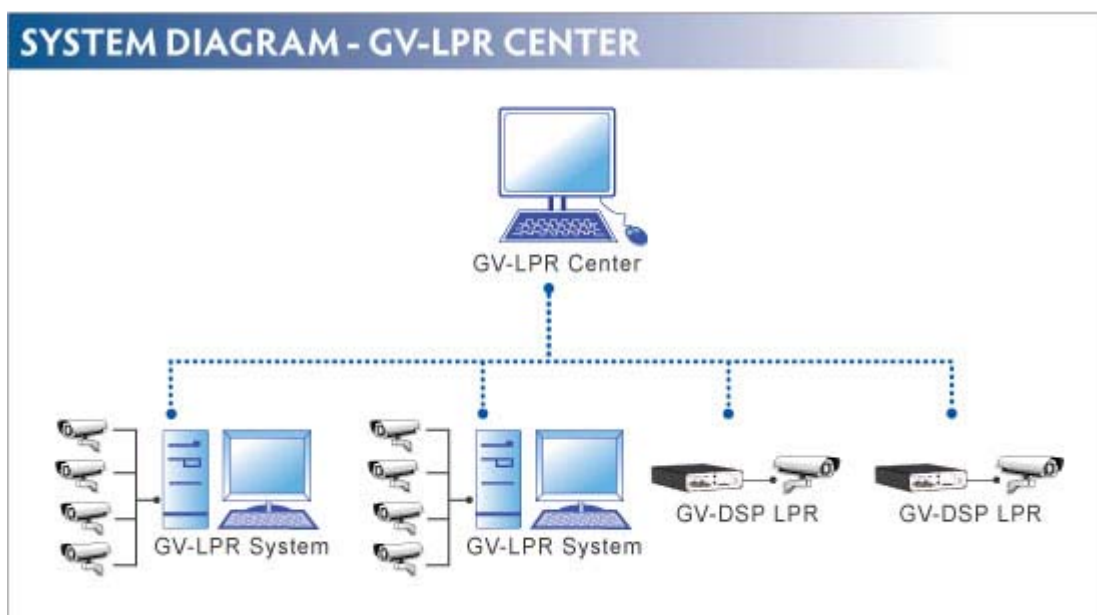 SYSTEM DIAGRAM - GV-LPR CENTER
GV-LPR Center
GV-LPR System
GV-LPR System
GV-DSP LPR
GV-DSP LPR